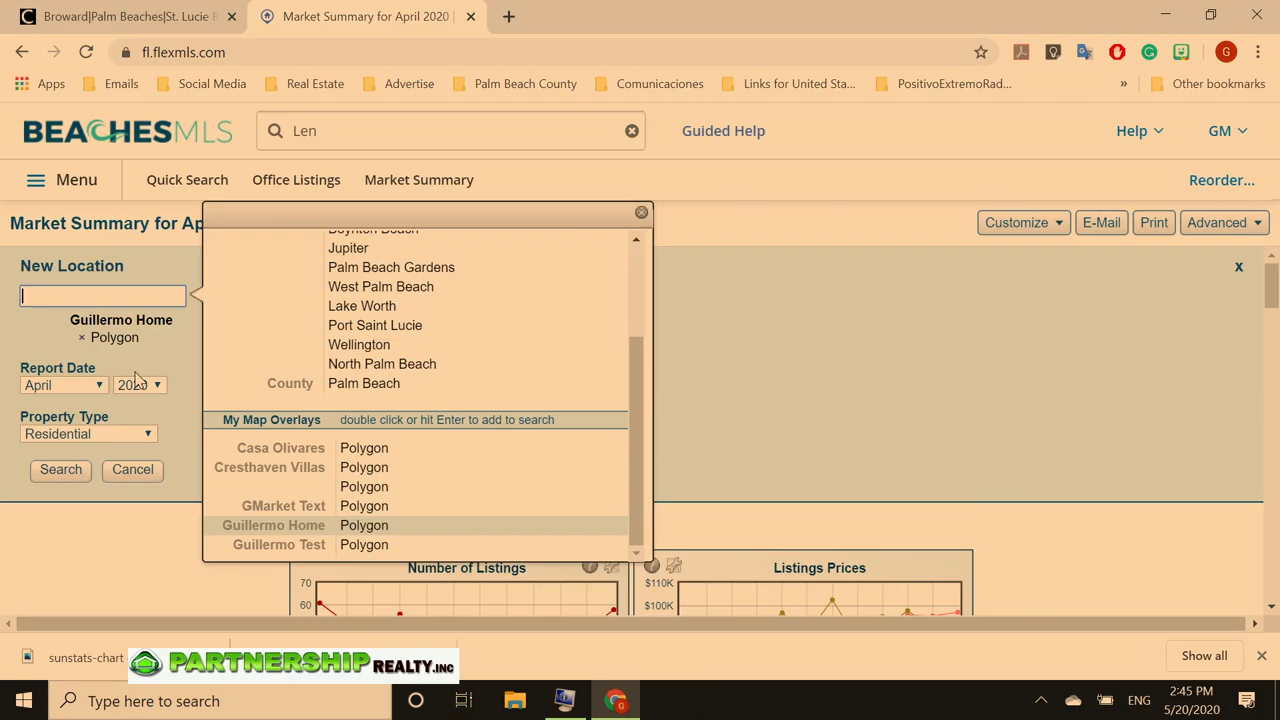 Broward|Palm Beaches|St. Lucie R
Market Summary for April 2020 |
fl.flexmls.com
Apps
Emails
Social Media
Real Estate
Advertise
Palm Beach County
Comunicaciones
Links for United Sta...
PositivoExtremoRad...
»
Other bookmarks
BEACHESMLS
Len
Guided Help
Help
GM
Menu
Quick Search
Office Listings
Market Summary
Reorder...
Market Summary for Ap
Customize
E-Mail
Print
Advanced
New Location
x
Guillermo Home
× Polygon
Report Date
April
Property Type
Residential
Search
Cancel
Boynton Beach
Jupiter
Palm Beach Gardens
West Palm Beach
Lake Worth
Port Saint Lucie
Wellington
North Palm Beach
County Palm Beach
My Map Overlays double click or hit Enter to add to search
Casa Olivares Polygon
Cresthaven Villas Polygon
Polygon
GMarket Text Polygon
Guillermo Home Polygon
Guillermo Test Polygon
Number of Listings
70
60
Listings Prices
$110K
$100K
sunstats-chart
PARTNERSHIP REALTY.INC
Show all
Type here to search
ENG
2:45 PM
5/20/2020